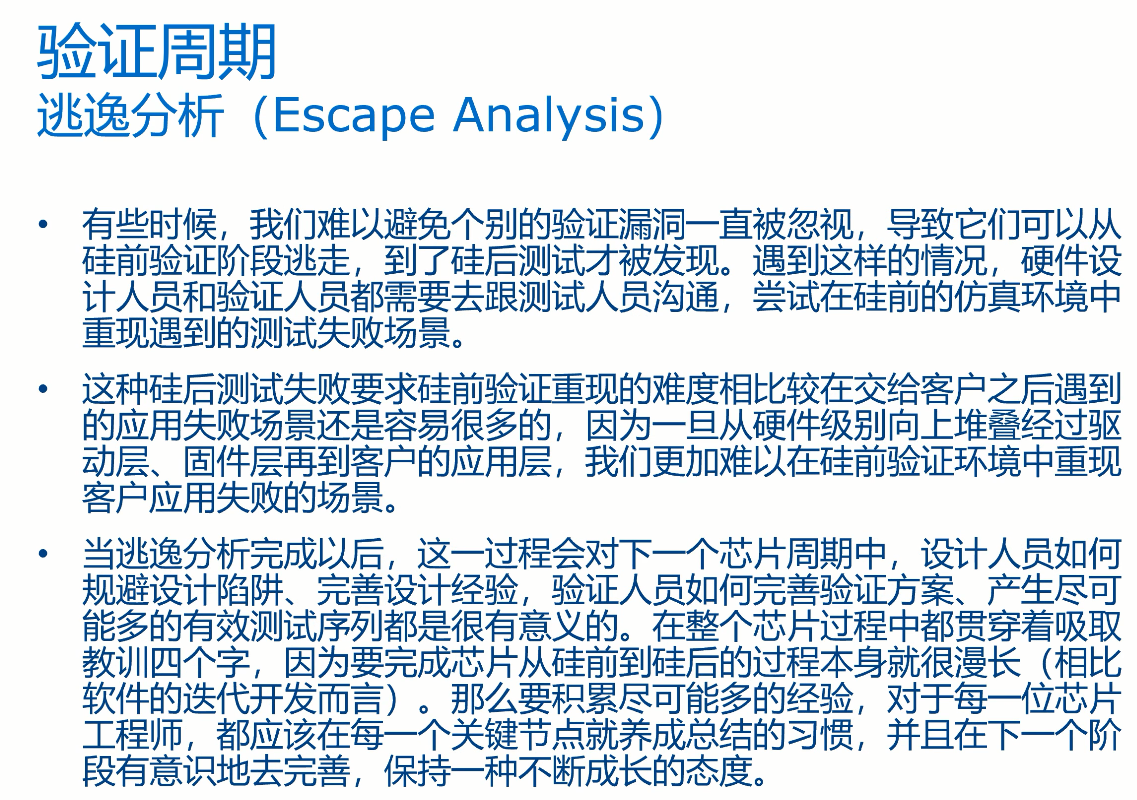 验证周期
逃逸分析（Escape Analysis）
• 有些时候，我们难以避免个别的验证漏洞一直被忽视，导致它们可以从
硅前验证阶段逃走，到了硅后测试才被发现。遇到这样的情况，硬件设
计人员和验证人员都需要去跟测试人员沟通，尝试在硅前的仿真环境中
重现遇到的测试失败场景。
• 这种硅后测试失败要求硅前验证重现的难度相比较在交给客户之后遇到
的应用失败场景还是容易很多的，因为一旦从硬件级别向上堆叠经过驱
动层、固件层再到客户的应用层，我们更加难以在硅前验证环境中重现
客户应用失败的场景。
• 当逃逸分析完成以后，这一过程会对下一个芯片周期中，设计人员如何
规避设计陷阱、完善设计经验，验证人员如何完善验证方案、产生尽可
能多的有效测试序列都是很有意义的。在整个芯片过程中都贯穿着吸取
教训四个字，因为要完成芯片从硅前到硅后的过程本身就很漫长（相比
软件的迭代开发而言）。那么要积累尽可能多的经验，对于每一位芯片
工程师，都应该在每一个关键节点就养成总结的习惯，并且在下一个阶
段有意识地去完善，保持一种不断成长的态度。